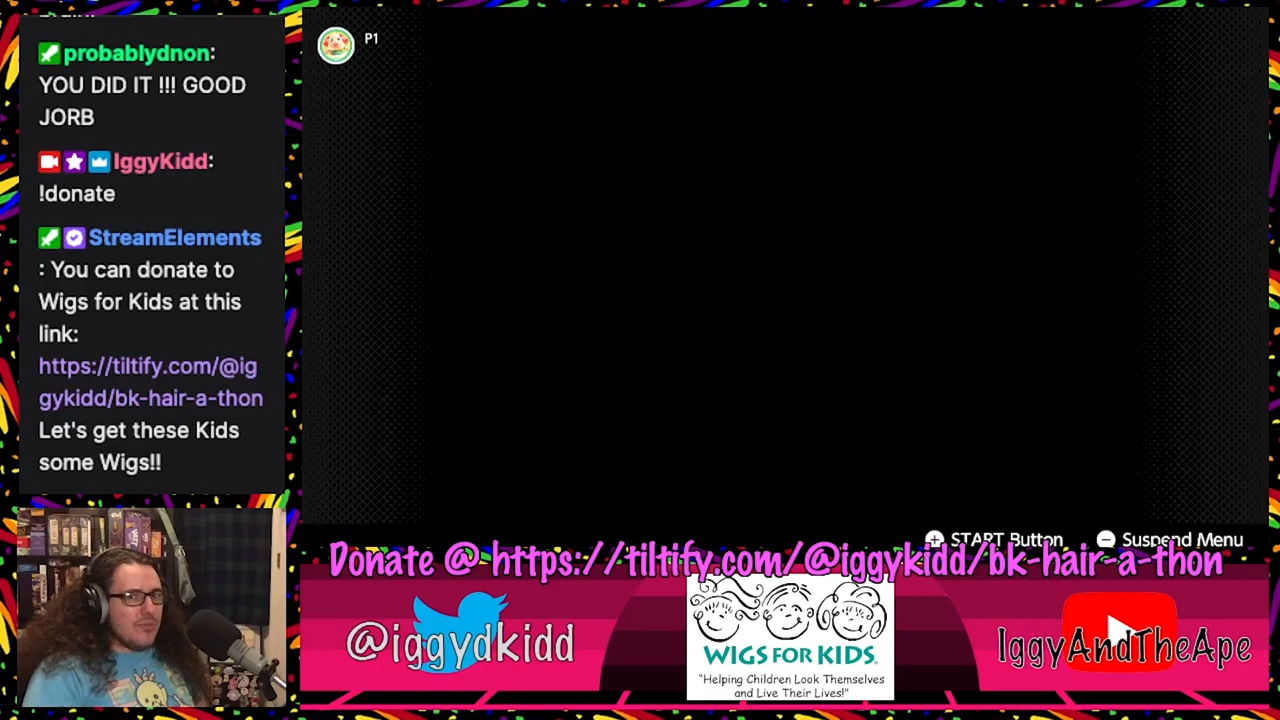 probablydnon:
YOU DID IT !!! GOOD
JORB
IggyKidd:
!donate
StreamElements
: You can donate to
Wigs for Kids at this
link:
https://tiltify.com/@ig
gykidd/bk-hair-a-thon
Let's get these Kids
some Wigs!!
P1
START Button
Suspend Menu
Donate @ https://tiltify.com/@iggykidd/bk-hair-a-thon
@iggydkidd
WIGS FOR KIDS.
"Helping Children Look Themselves
and Live Their Lives!"
IggyAndTheApe